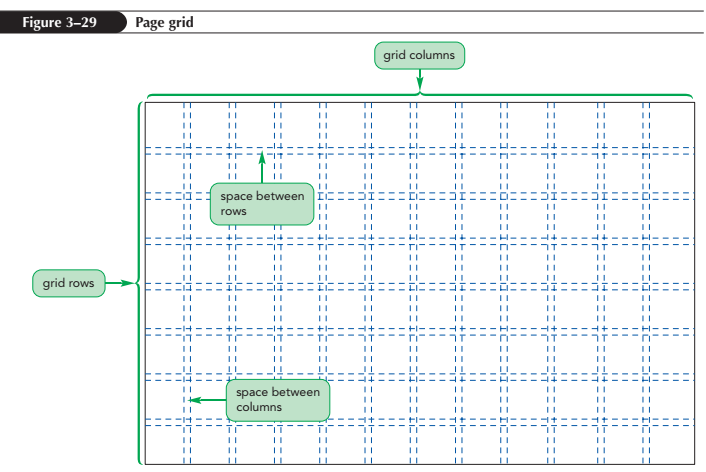 Figure 3–29 Page grid
grid columns
space between
rows
grid rows
space between
columns